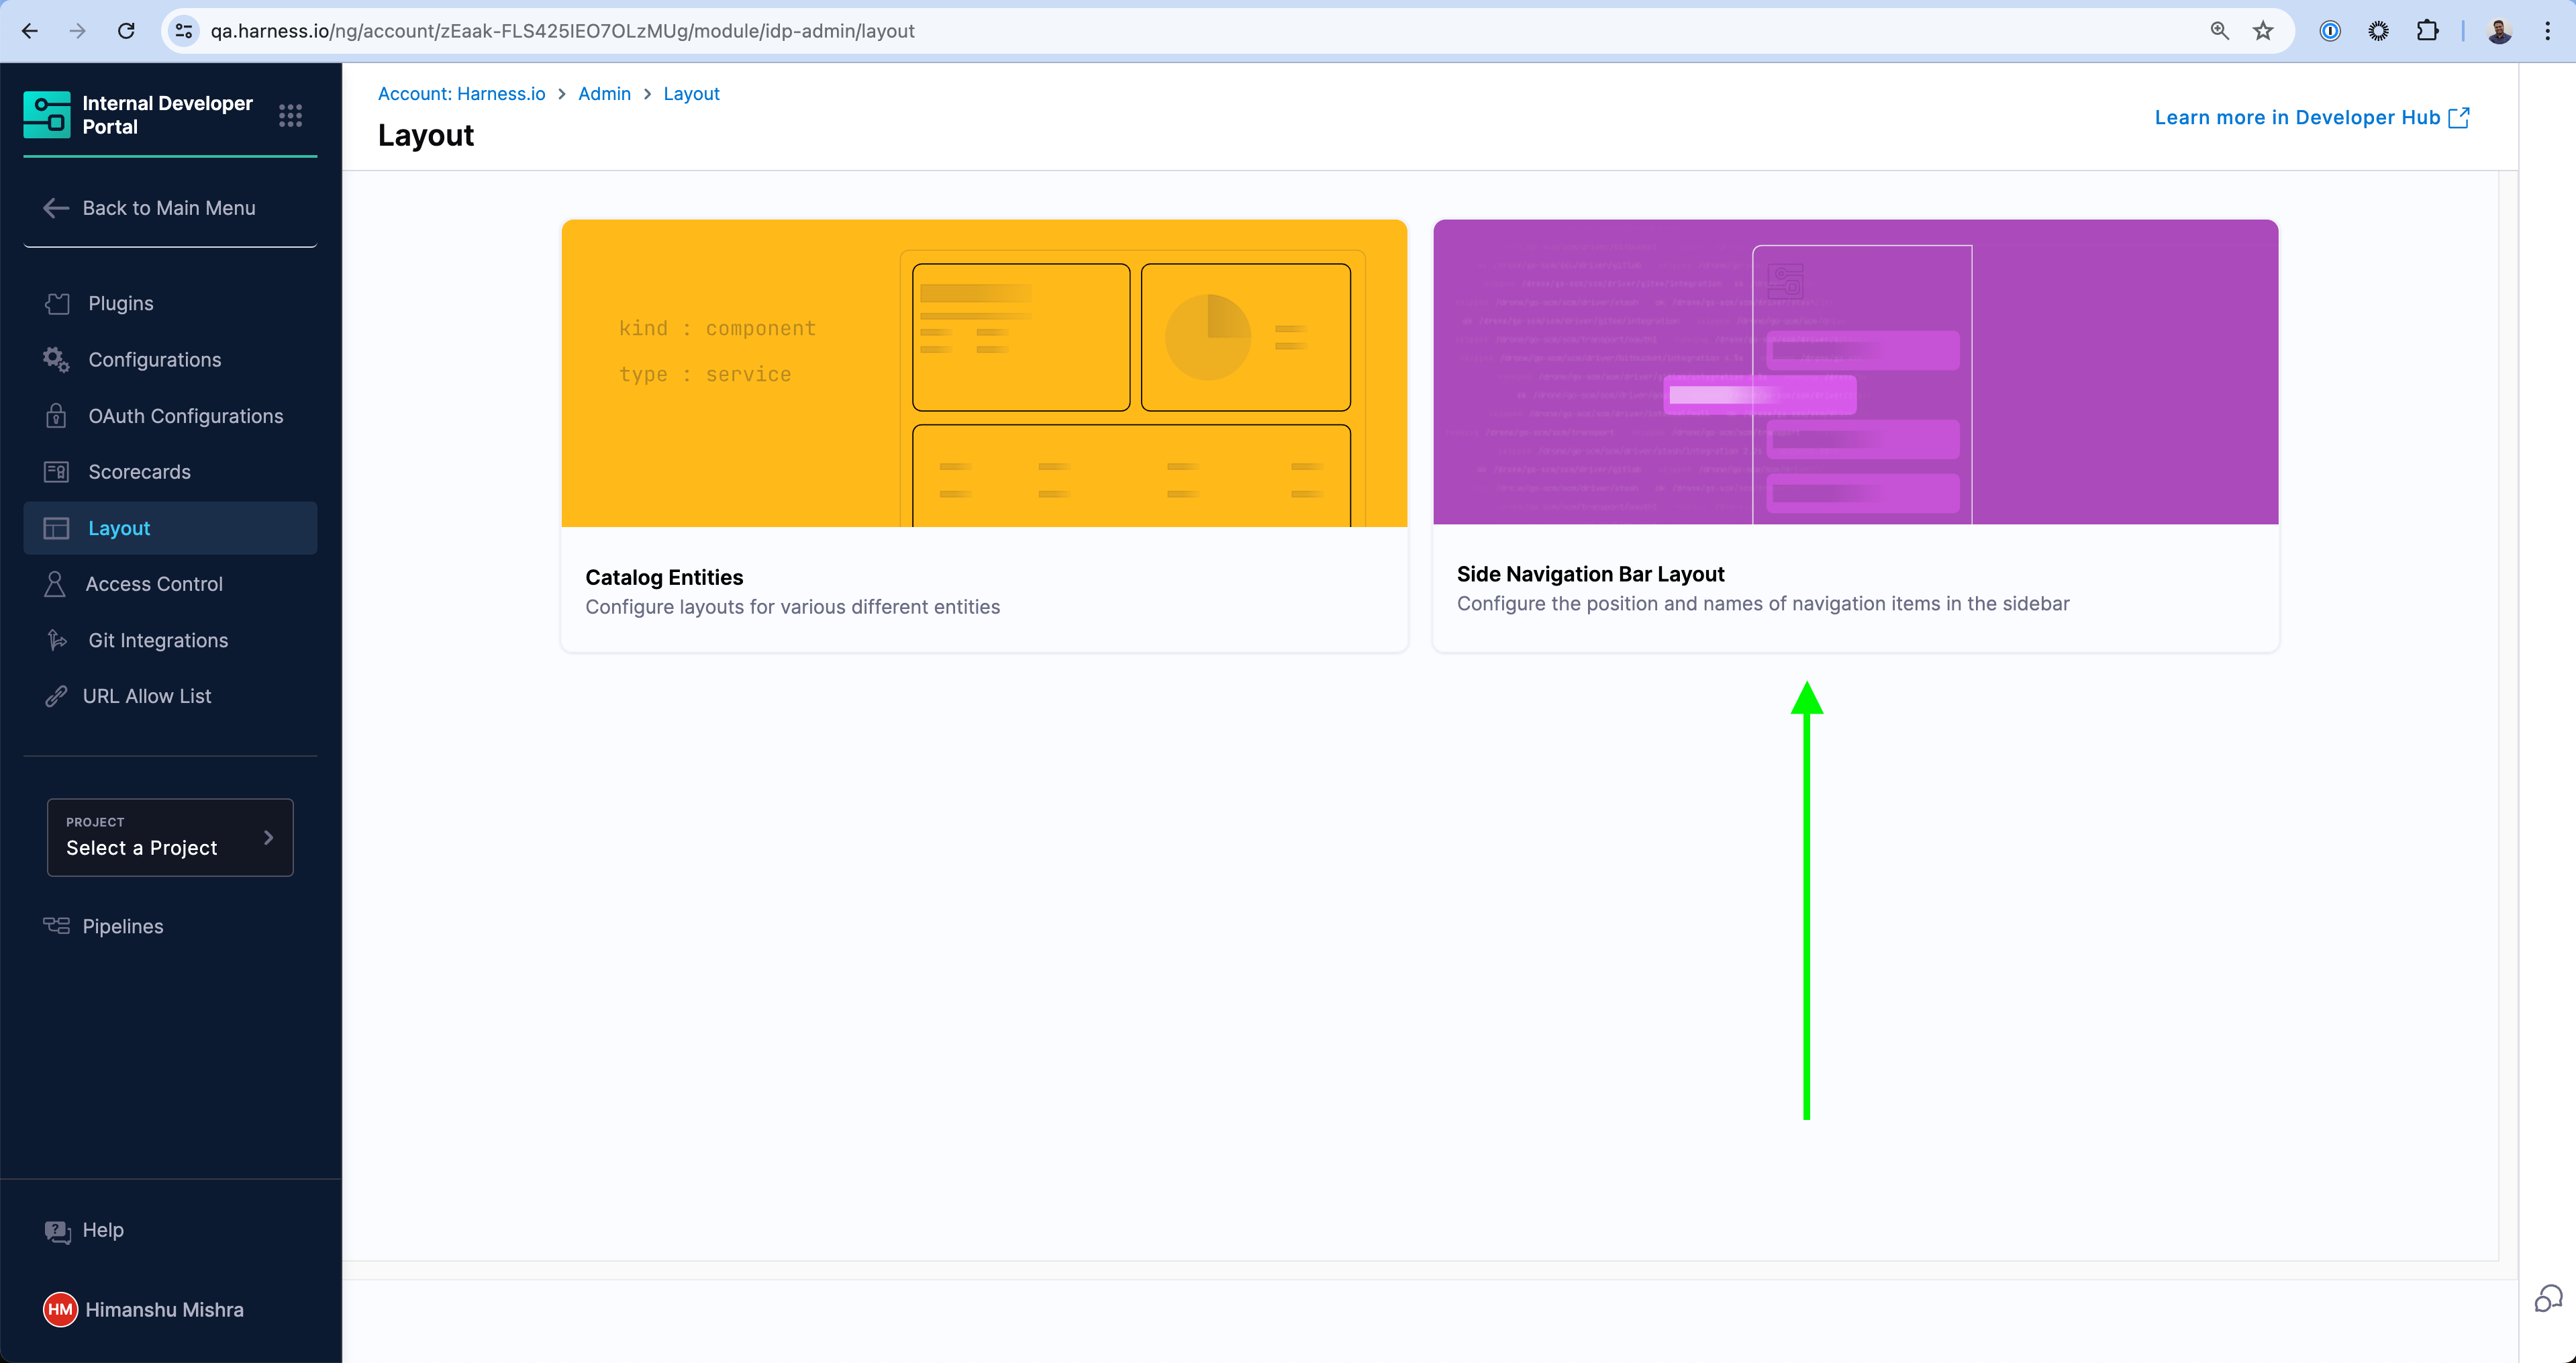 qa.harness.io/ng/account/zEaak-FLS425IEO7OLzMUg/module/idp-admin/layout
Internal Developer
Portal
Back to Main Menu
Plugins
Configurations
OAuth Configurations
Scorecards
Layout
Access Control
Git Integrations
URL Allow List
PROJECT
Select a Project
Pipelines
Help
HM Himanshu Mishra
Account: Harness.io > Admin > Layout
Layout
Learn more in Developer Hub
kind : component
type : service
Catalog Entities
Configure layouts for various different entities
Side Navigation Bar Layout
Configure the position and names of navigation items in the sidebar